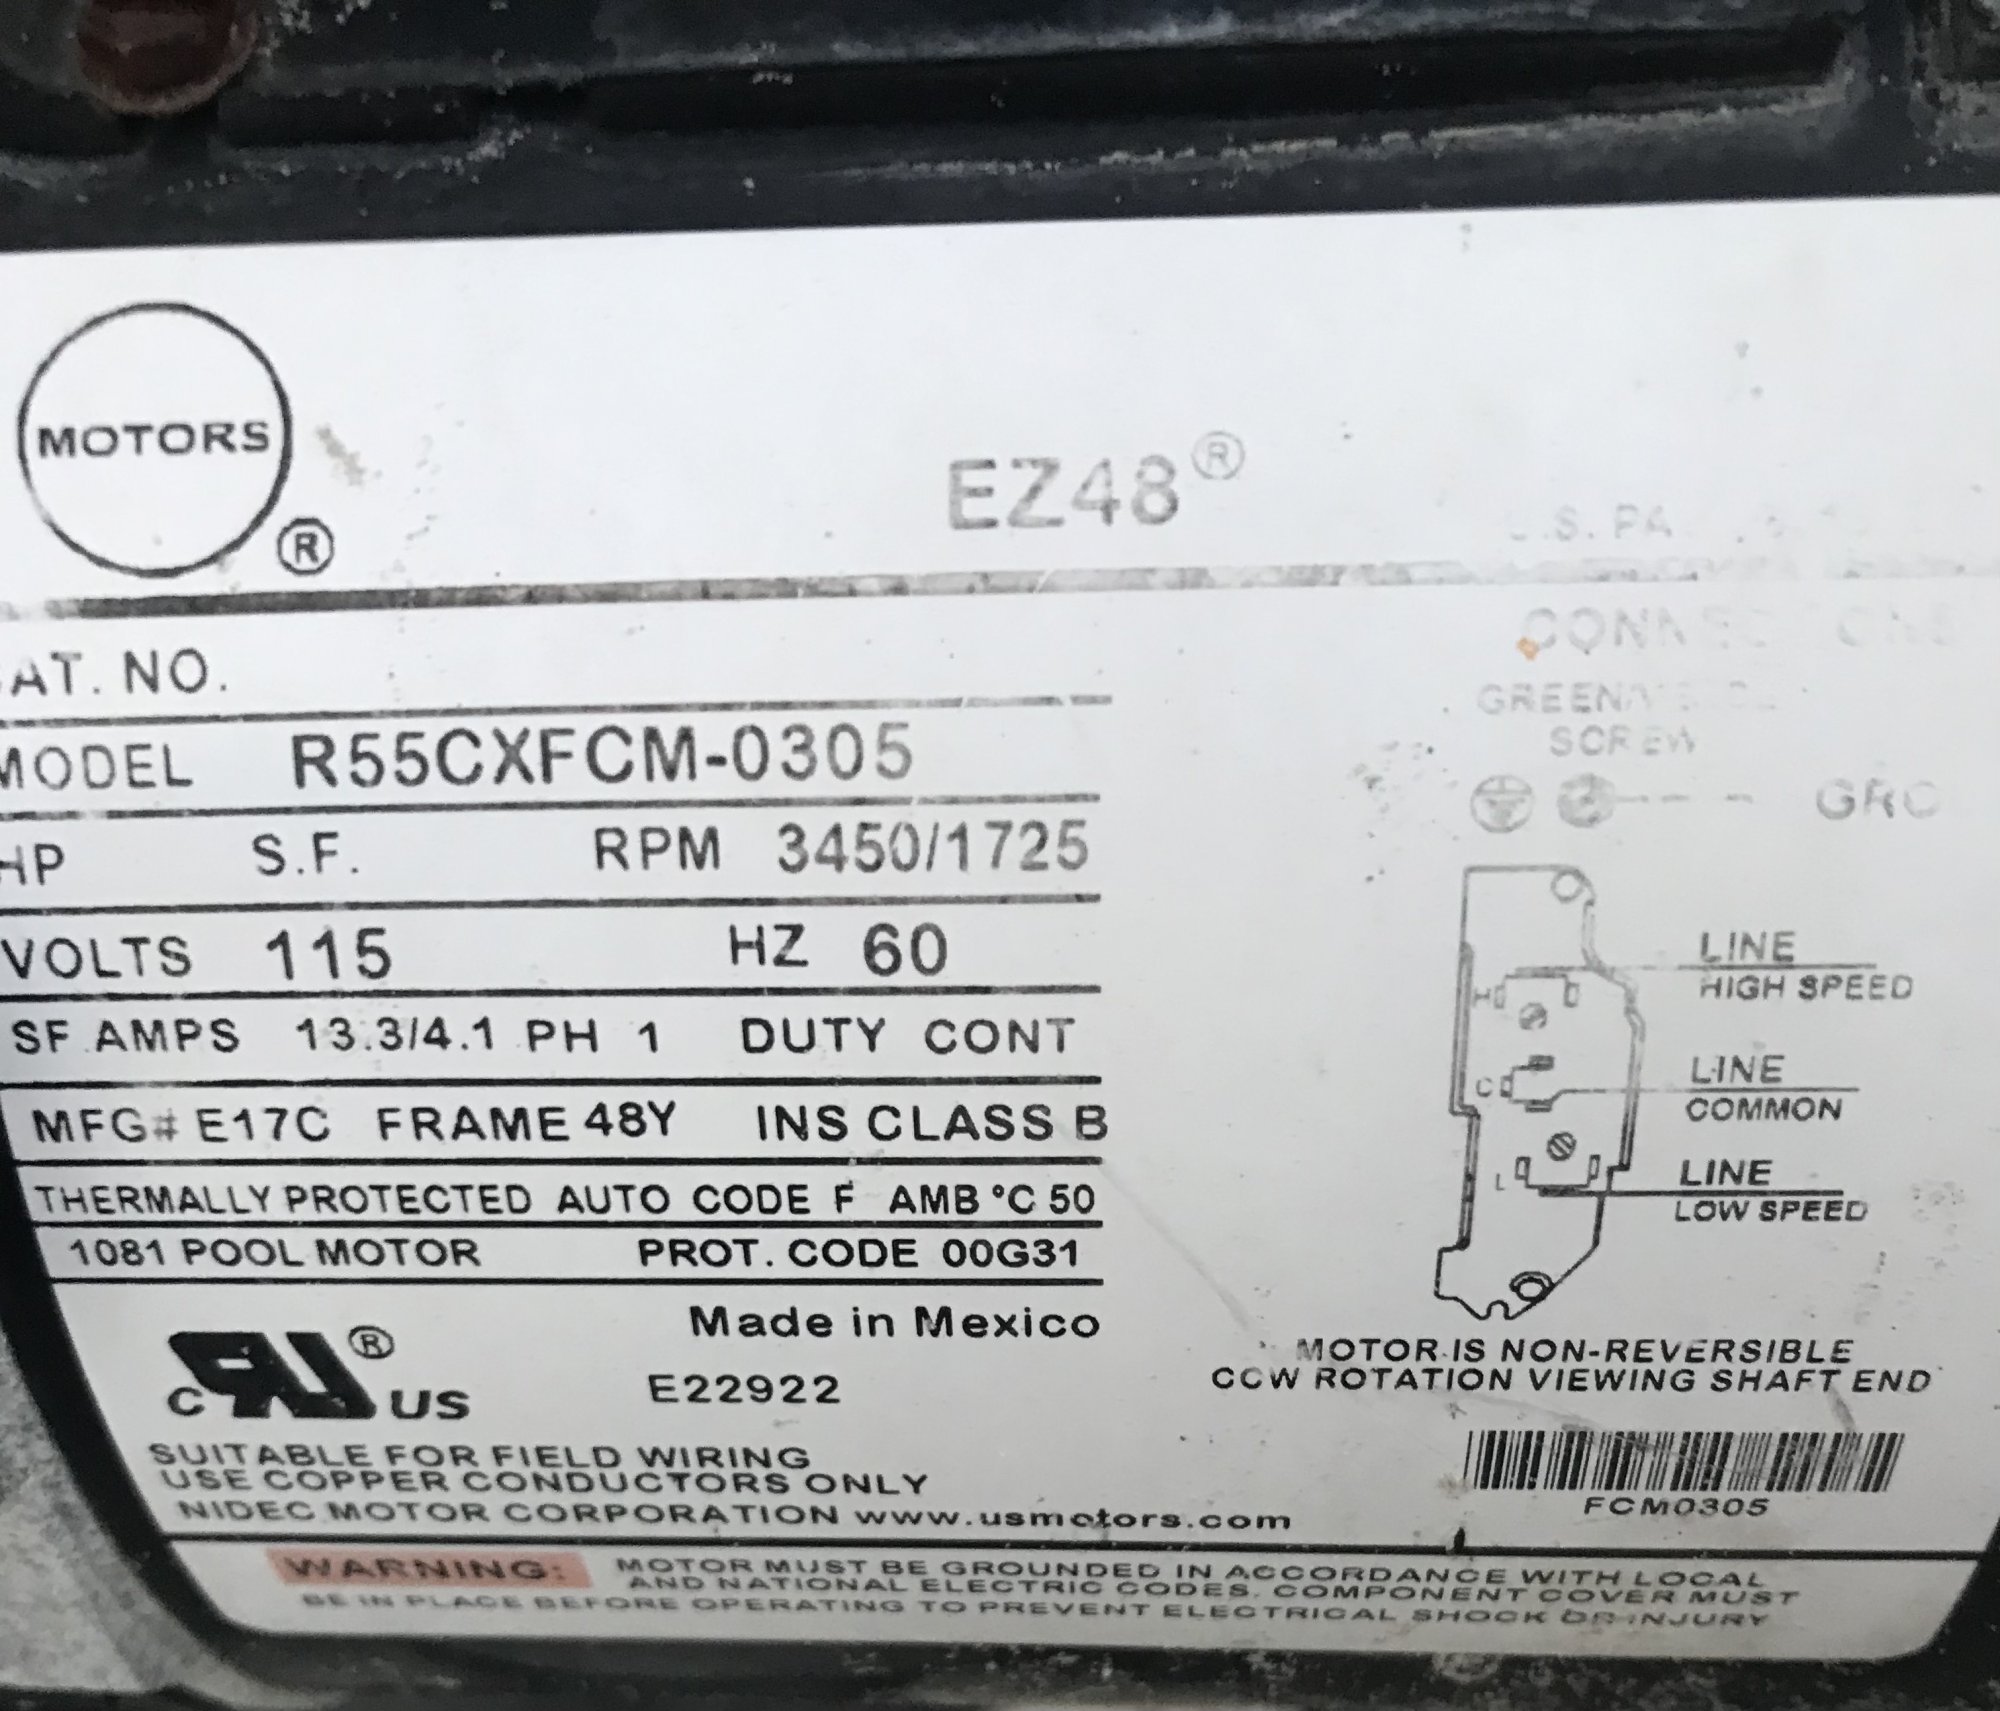 MOTORS
®
EZ48®
AT. NO.
MODEL R55CXFCM-0305
HP S.F. RPM 3450/1725
VOLTS 115 HZ 60
SF AMPS 13.3/4.1 PH 1 DUTY CONT
MFG# E17C FRAME 48Y INS CLASS B
THERMALLY PROTECTED AUTO CODE F AMB °C 50
1081 POOL MOTOR PROT. CODE 00G31
Made in Mexico
C ® US
E22922
SUITABLE FOR FIELD WIRING
USE COPPER CONDUCTORS ONLY
NIDEC MOTOR CORPORATION www.usmotors.com
SCREW
H
LINE
HIGH SPEED
C
LINE
COMMON
L
LINE
LOW SPEED
MOTOR IS NON-REVERSIBLE
CCW ROTATION VIEWING SHAFT END
FCM0305
WARNING: MOTOR MUST BE GROUNDED IN ACCORDANCE WITH LOCAL
AND NATIONAL ELECTRIC CODES. COMPONENT COVER MUST
BE IN PLACE BEFORE OPERATING TO PREVENT ELECTRICAL SHOCK OR INJURY